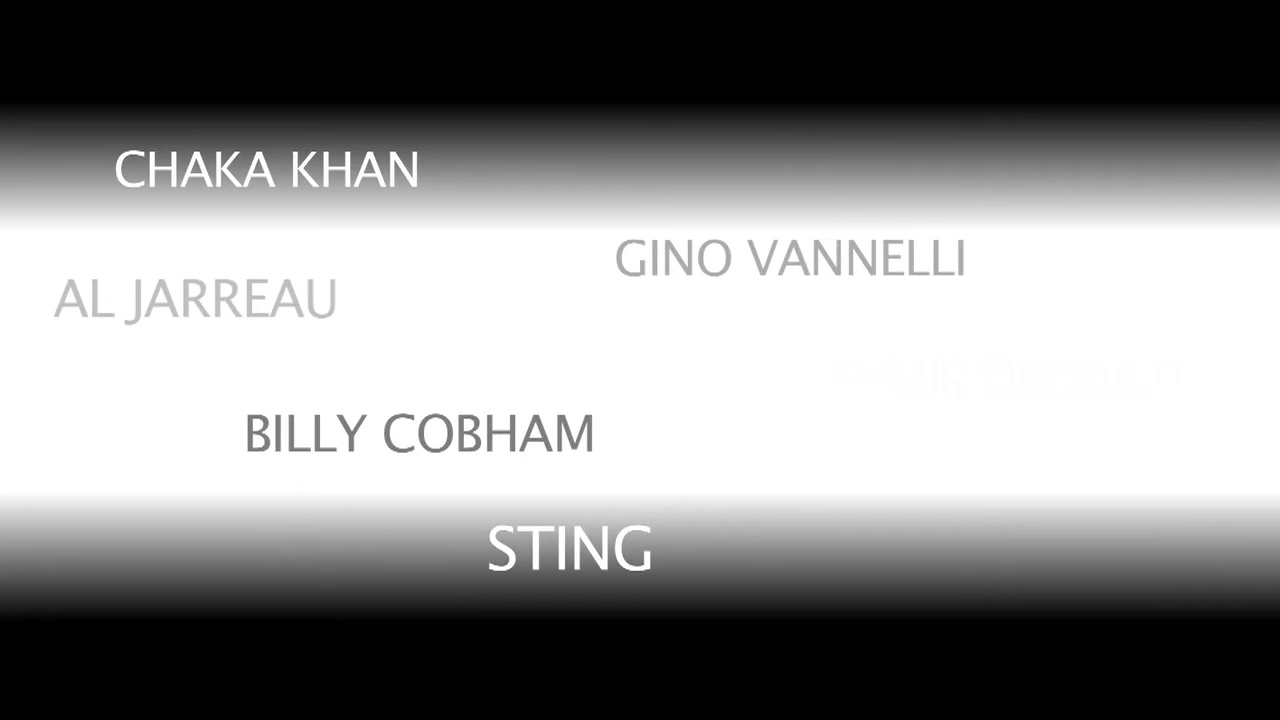 CHAKA KHAN
GINO VANNELLI
AL JARREAU
BILLY COBHAM
STING